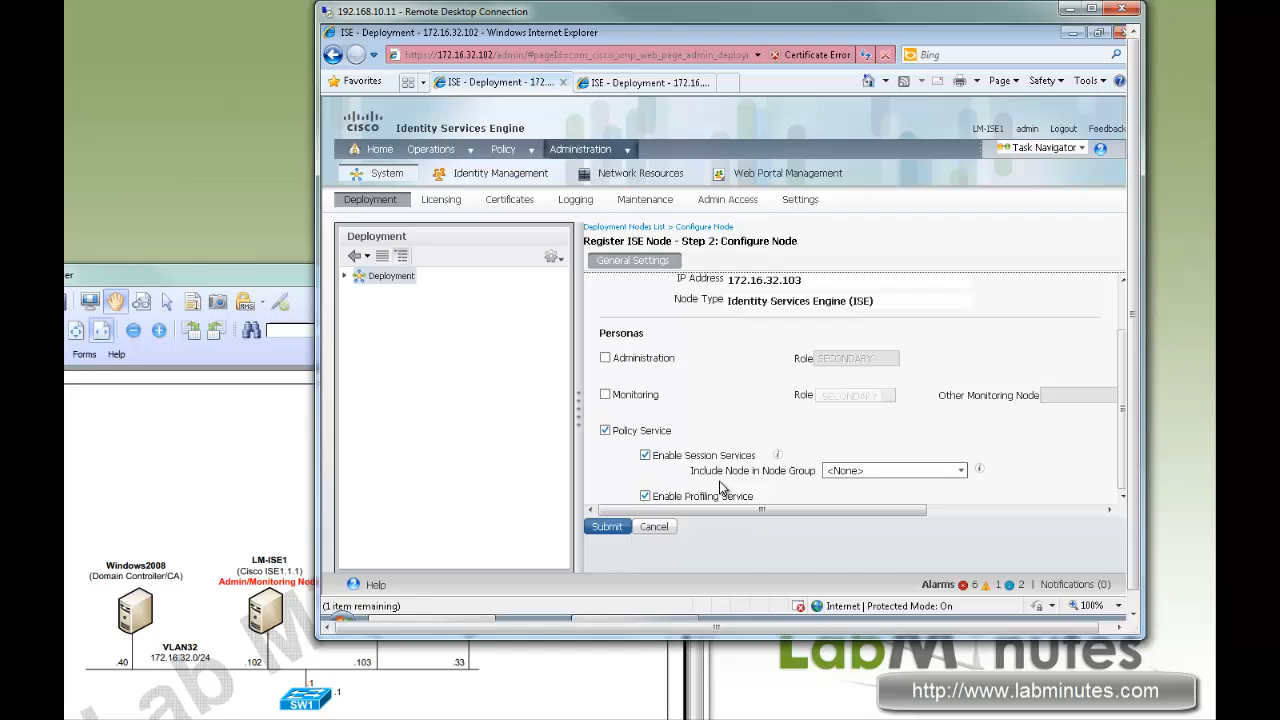 192.168.10.11 - Remote Desktop Connection
ISE - Deployment - 172.16.32.102 - Windows Internet Explorer
https://172.16.32.102/admin/#pageId=com_cisco_xmp_web_page_admin_deploy
Certificate Error
Bing
Favorites
ISE - Deployment - 172....
ISE - Deployment - 172.16....
Page
Safety
Tools
CISCO
Identity Services Engine
LM-ISE1
admin
Logout
Feedback
Home
Operations
Policy
Administration
Task Navigator
System
Identity Management
Network Resources
Web Portal Management
Deployment
Licensing
Certificates
Logging
Maintenance
Admin Access
Settings
Deployment
Deployment
Deployment Nodes List > Configure Node
Register ISE Node - Step 2: Configure Node
General Settings
IP Address 172.16.32.103
Node Type Identity Services Engine (ISE)
Personas
Administration
Role SECONDARY
Monitoring
Role SECONDARY
Other Monitoring Node
Policy Service
Enable Session Services
Include Node in Node Group <None>
Enable Profiling Service
Submit
Cancel
Help
Alarms 6 1 2
Notifications (0)
(1 item remaining)
Internet | Protected Mode: On
100%
er
Forms
Help
Windows2008
(Domain Controller/CA)
LM-ISE1
(Cisco ISE1.1.1)
Admin/Monitoring Nod
VLAN32
172.16.32.0/24
.40
.102
.103
.33
.1
.1
SW1
Lab M
LabMinutes
http://www.labminutes.com